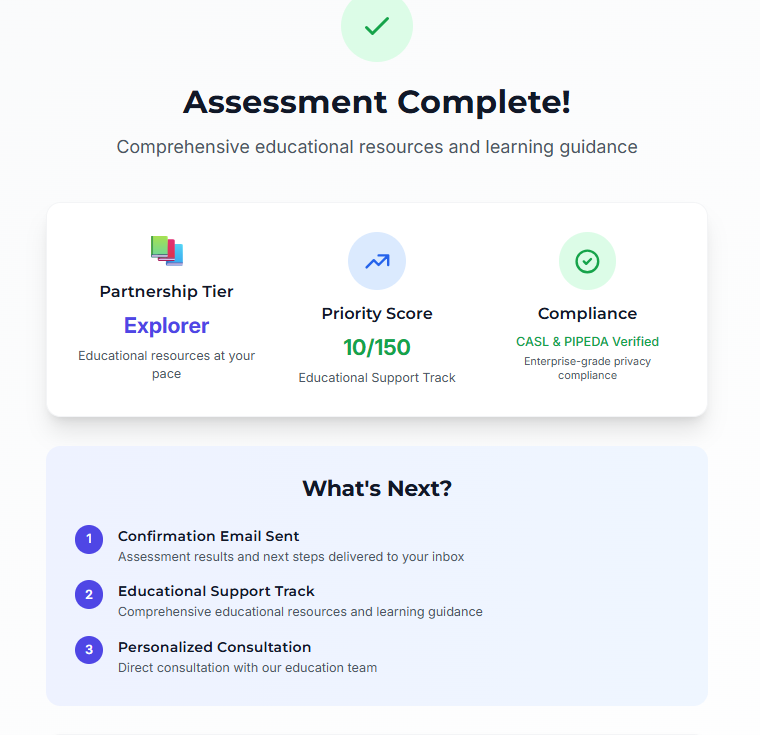 Assessment Complete!
Comprehensive educational resources and learning guidance
Partnership Tier
Explorer
Educational resources at your
pace
Priority Score
10/150
Educational Support Track
Compliance
CASL & PIPEDA Verified
Enterprise-grade privacy
compliance
What's Next?
1
Confirmation Email Sent
Assessment results and next steps delivered to your inbox
2
Educational Support Track
Comprehensive educational resources and learning guidance
3
Personalized Consultation
Direct consultation with our education team